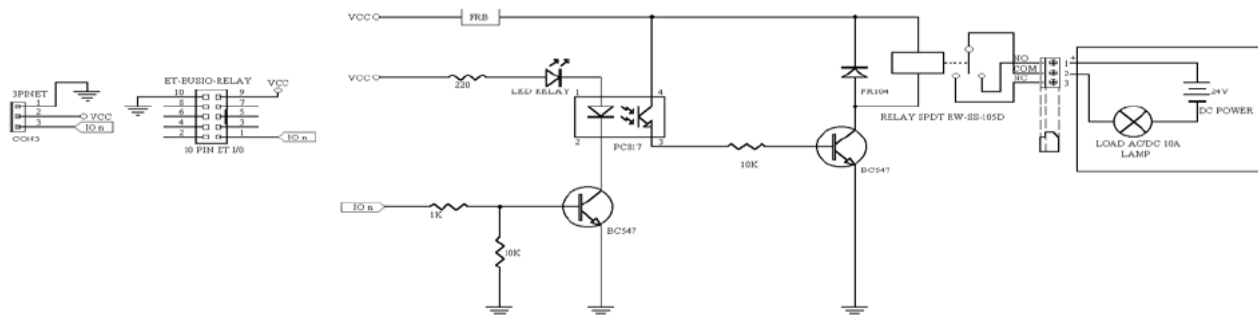 3PINET
1
2
3
VCC
IO n
CON3
ET-BUSIO-RELAY
VCC
10 9
8 7
6 5
4 3
2 1
IO n
10 PIN ET I/0
VCC
FRB
VCC
220
LED RELAY
1
4
2
3
PC817
IO n
1K
10K
BC547
10K
BC547
FR104
RELAY SPDT RW-SS-105D
NO
COM
NC
1
2
3
+
24V
DC POWER
LOAD AC/DC 10A
LAMP